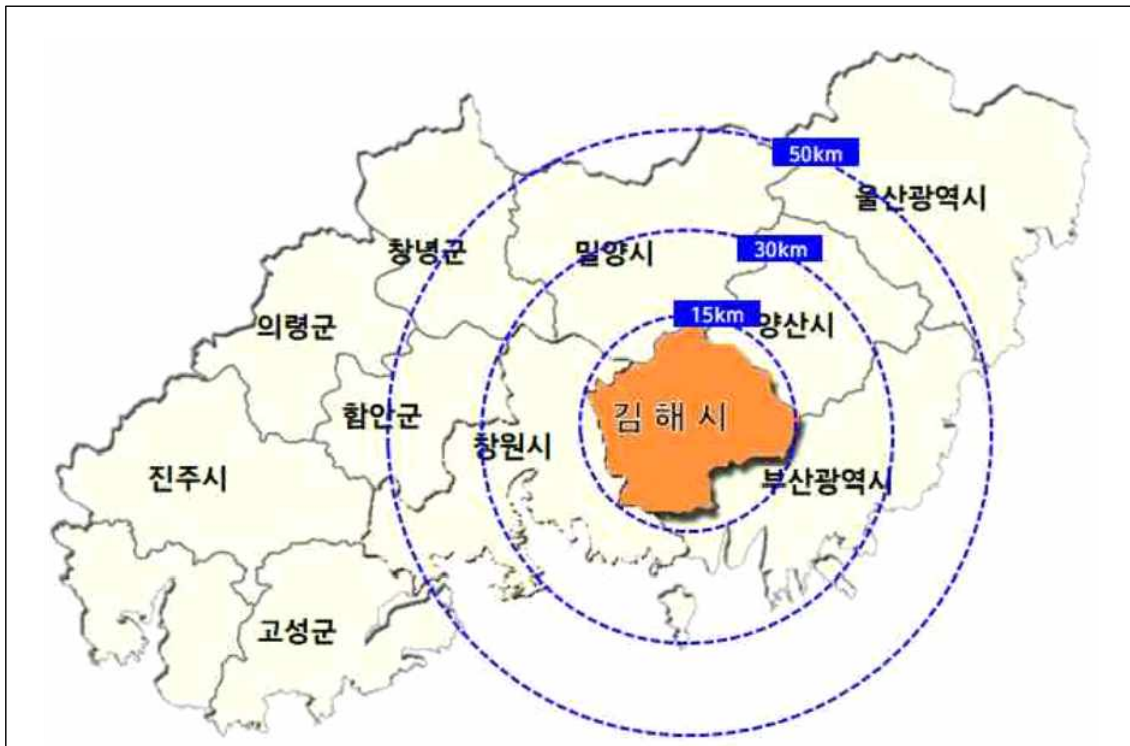 50km
울산광역시
창녕군
밀양시
30km
15km
의령군
양산시
함안군
김해시
창원시
진주시
부산광역시
고성군